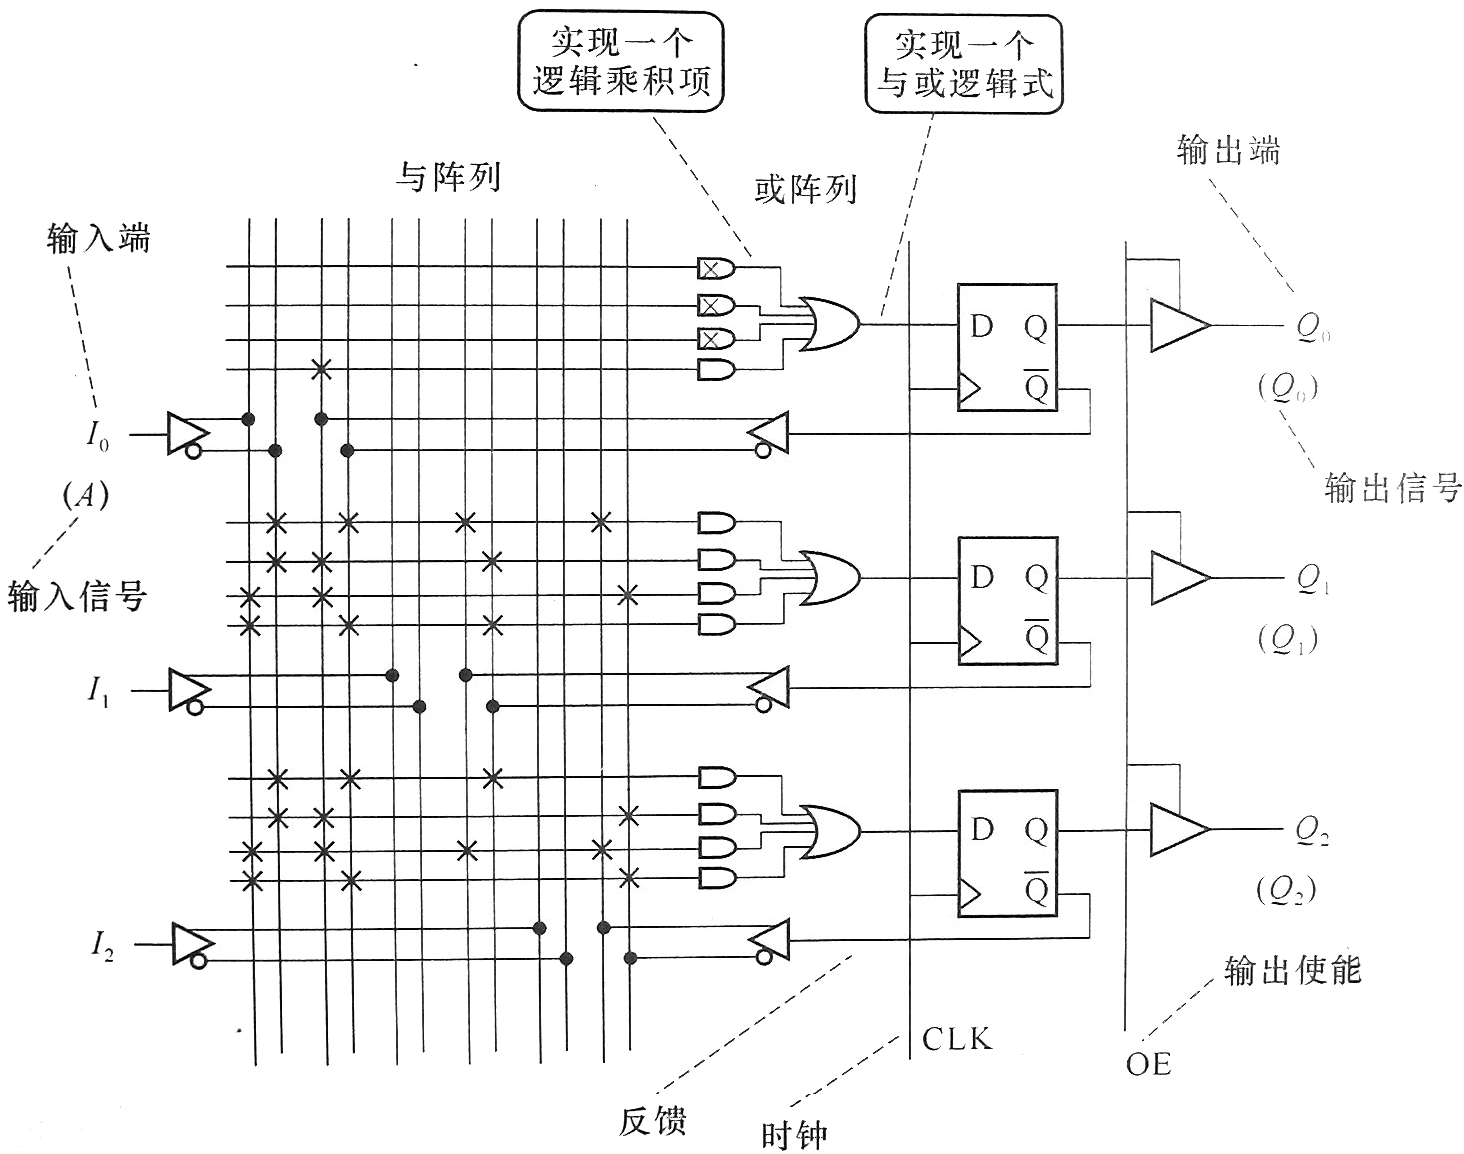 实现一个
逻辑乘积项
实现一个
与或逻辑式
输出端
与阵列
或阵列
输入端
D Q
Q̅
Q₀
(Q₀)
I₀
(A)
输出信号
输入信号
D Q
Q̅
Q₁
(Q₁)
I₁
D Q
Q̅
Q₂
(Q₂)
I₂
输出使能
CLK
OE
反馈
时钟